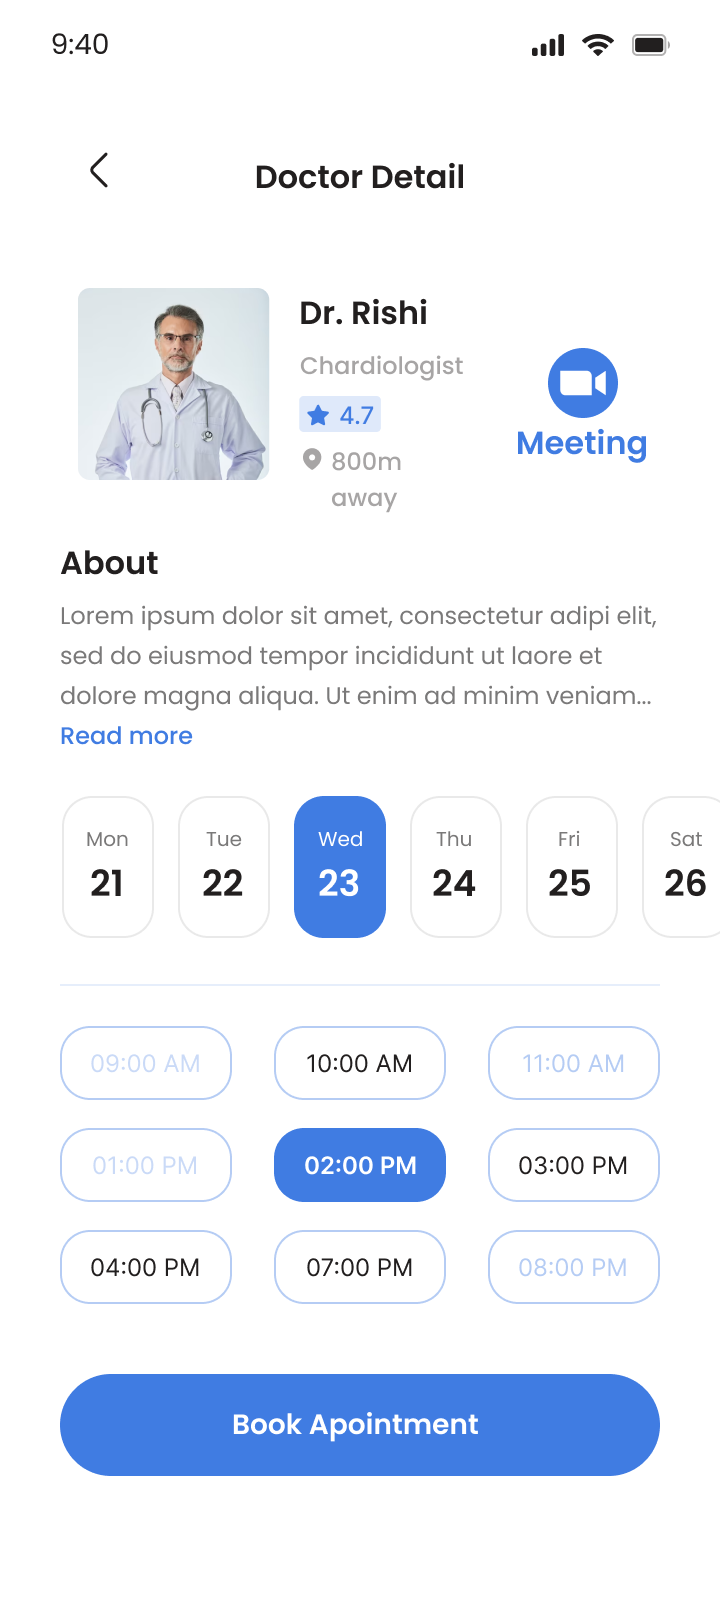 9:40
Doctor Detail
Dr. Rishi
Chardiologist
4.7
800m
away
Meeting
About
Lorem ipsum dolor sit amet, consectetur adipi elit,
sed do eiusmod tempor incididunt ut laore et
dolore magna aliqua. Ut enim ad minim veniam...
Read more
Mon Tue Wed Thu Fri Sat
21 22 23 24 25 26
09:00 AM 10:00 AM 11:00 AM
01:00 PM 02:00 PM 03:00 PM
04:00 PM 07:00 PM 08:00 PM
Book Apointment